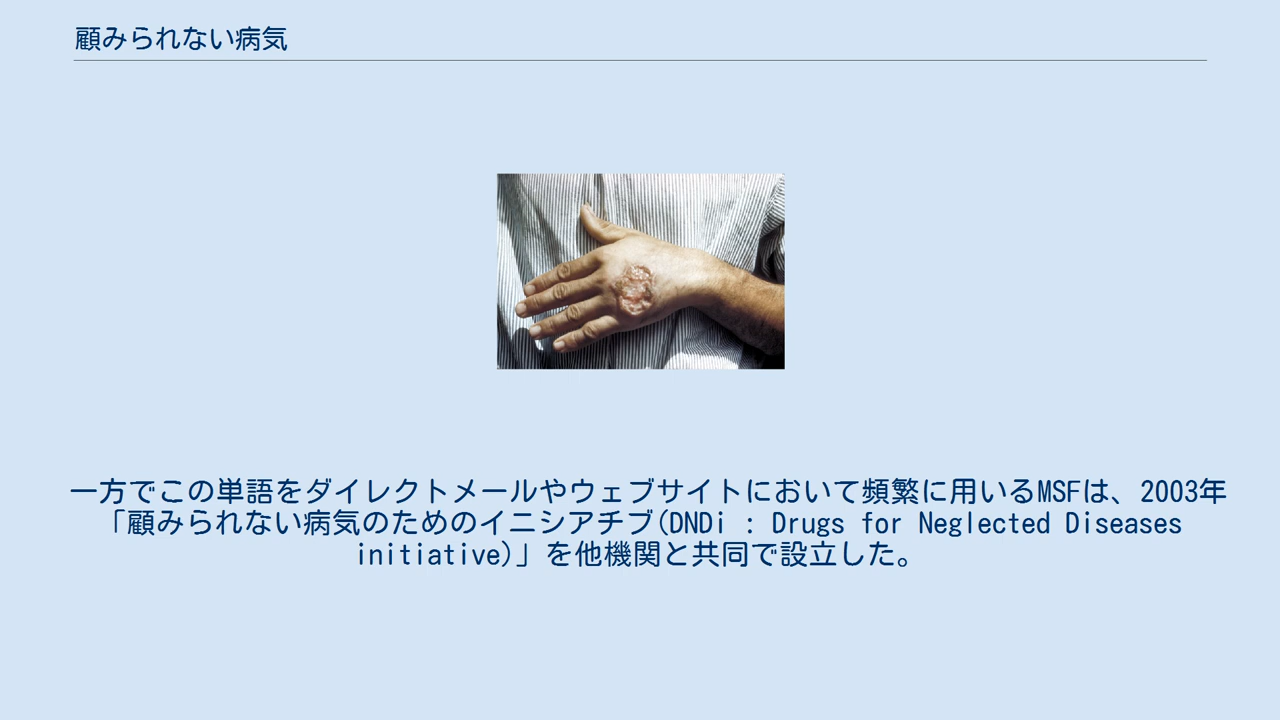 顧みられない病気
一方でこの単語をダイレクトメールやウェブサイトにおいて頻繁に用いるMSFは、2003年
「顧みられない病気のためのイニシアチブ(DNDi : Drugs for Neglected Diseases
initiative)」を他機関と共同で設立した。